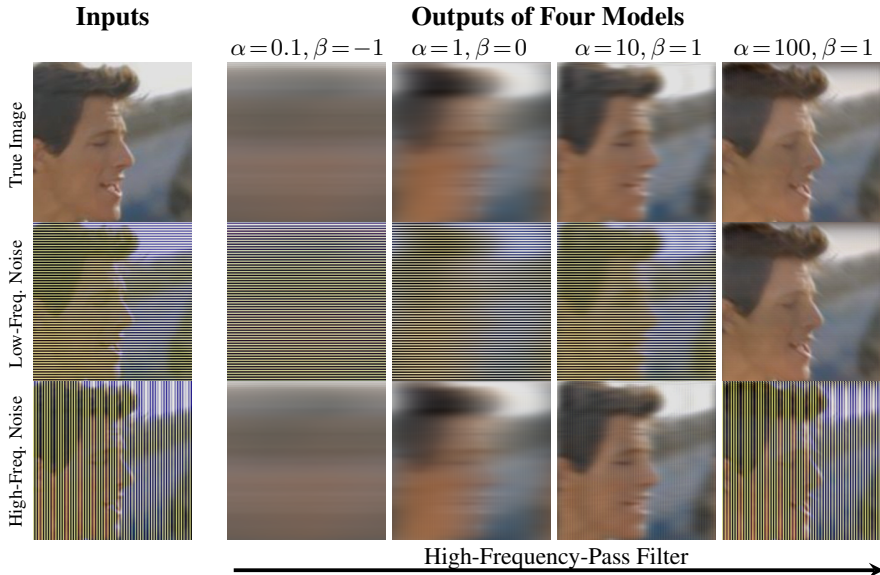 Inputs
Outputs of Four Models
α=0.1, β=−1
α=1, β=0
α=10, β=1
α=100, β=1
True Image
Low-Freq. Noise
High-Freq. Noise
High-Frequency-Pass Filter